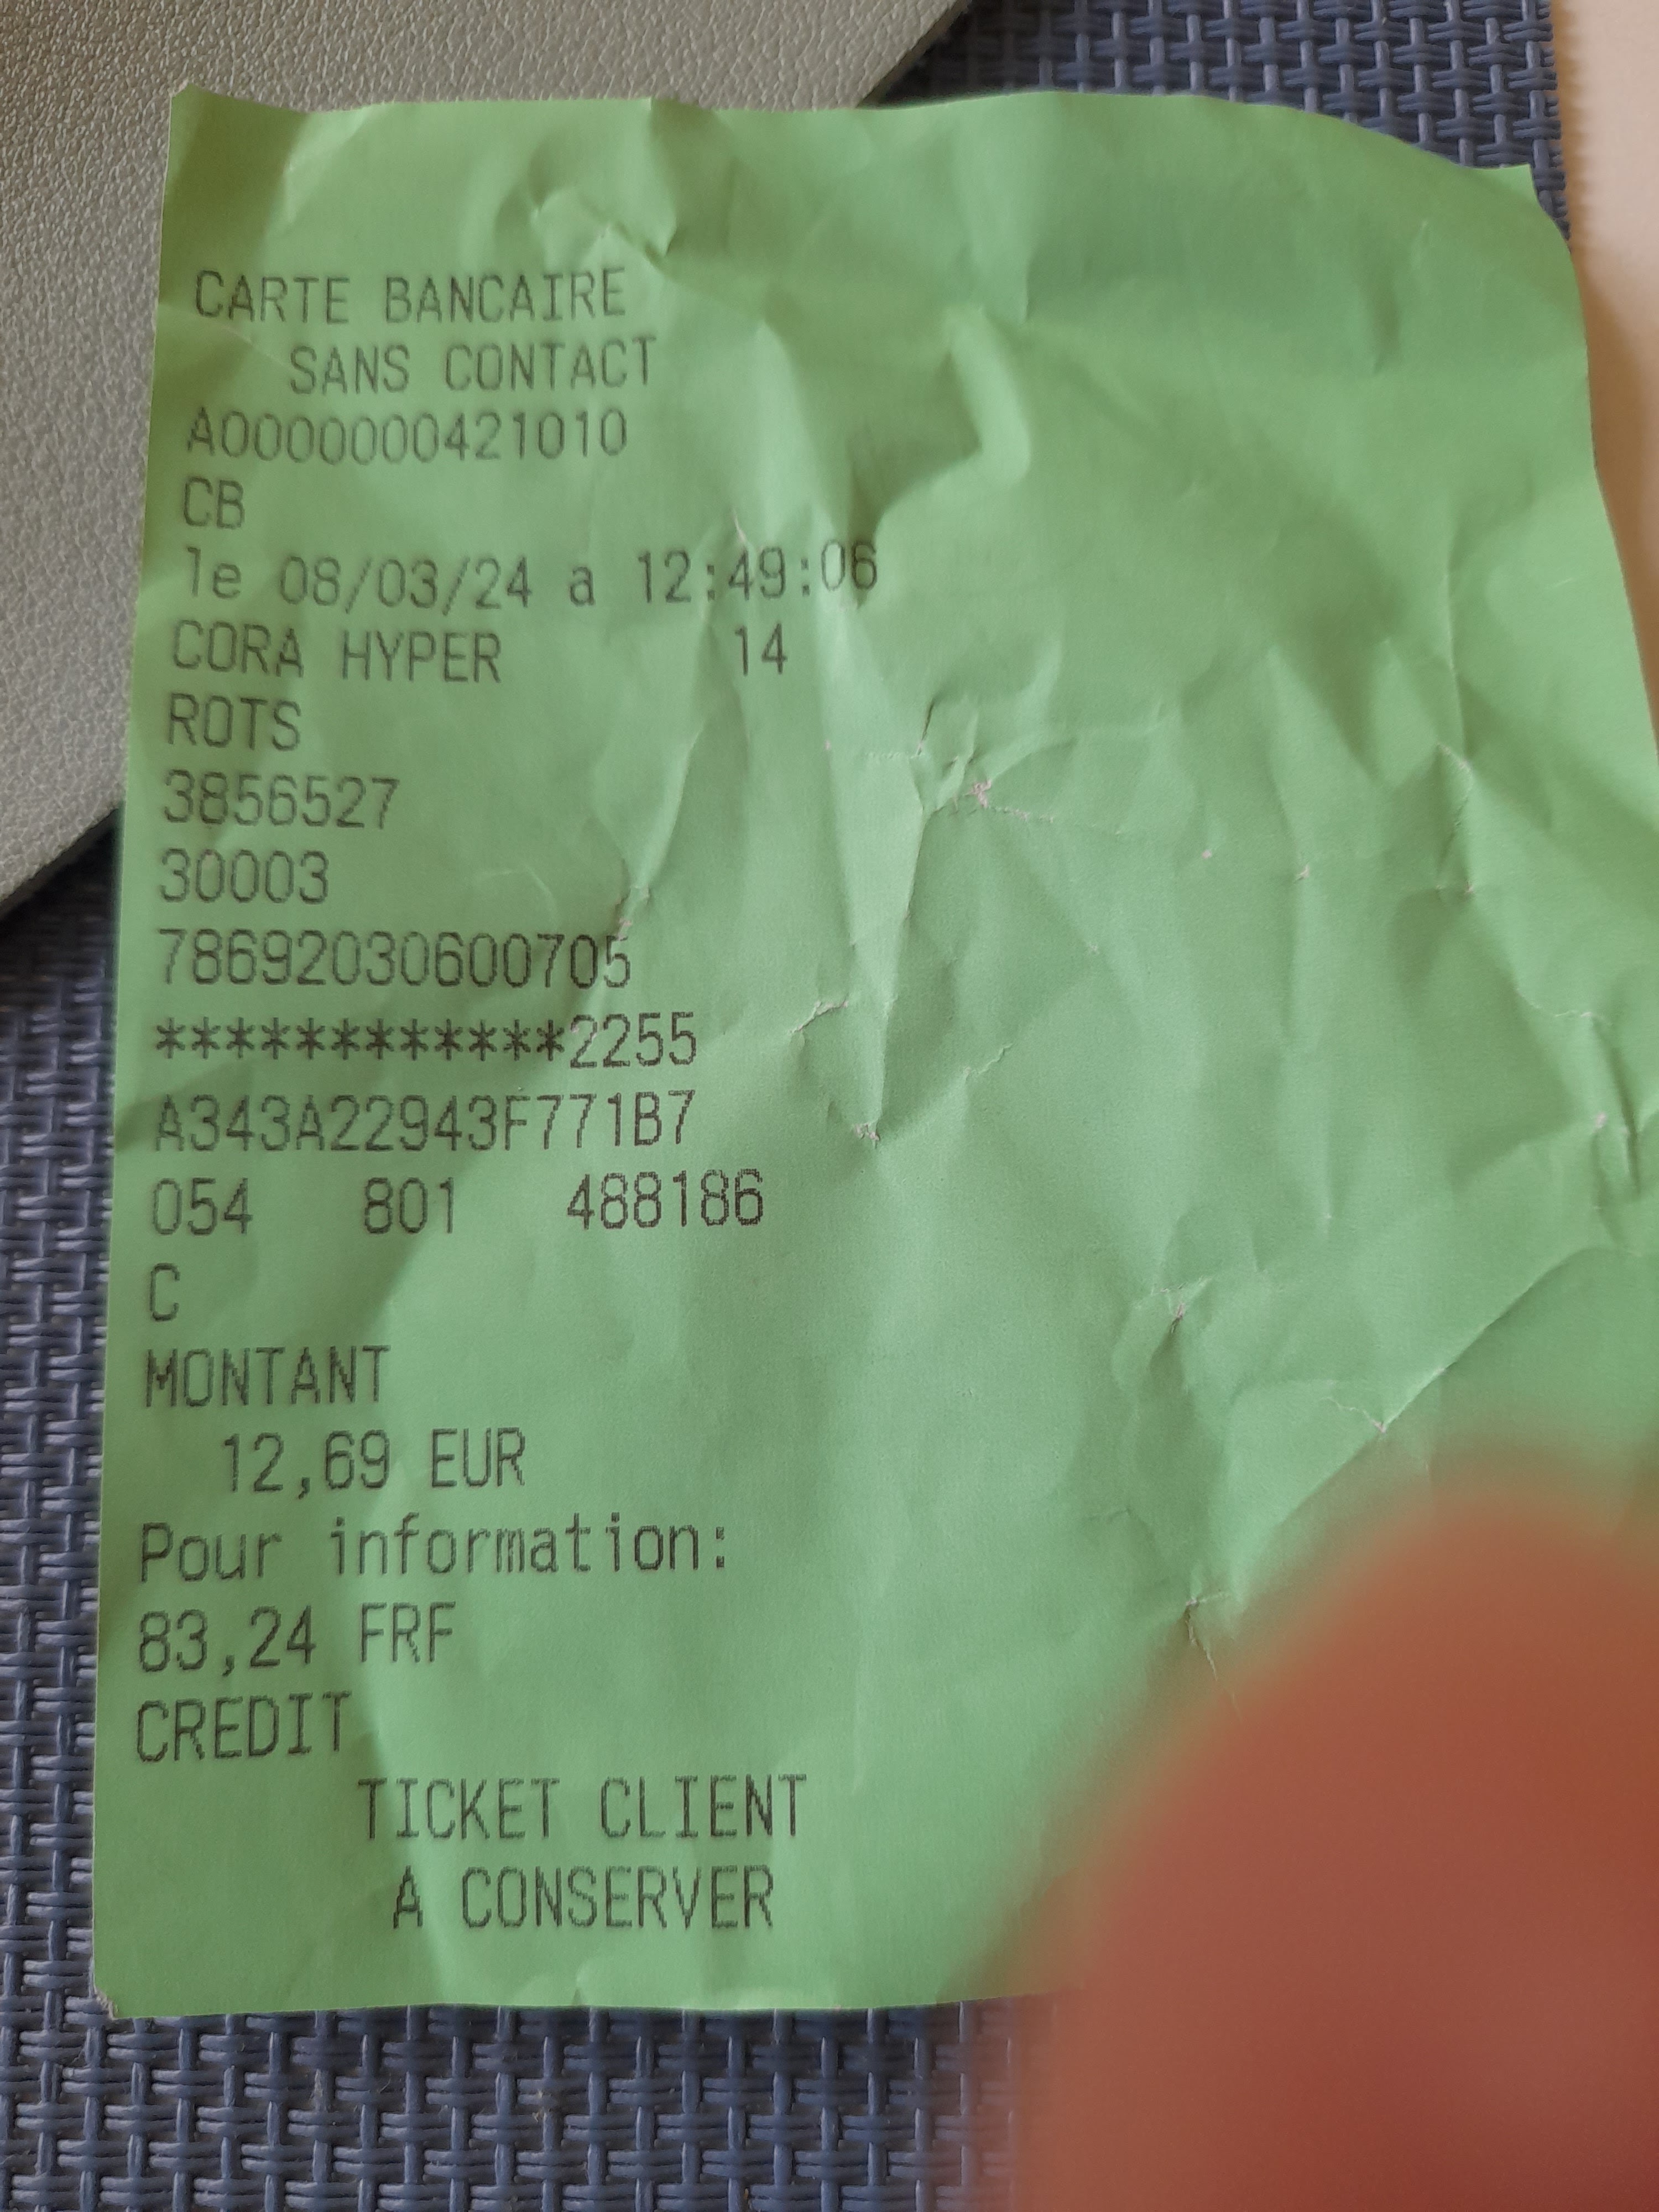 CARTE BANCAIRE
SANS CONTACT
A0000000421010
CB
le 08/03/24 a 12:49:06
CORA HYPER 14
ROTS
3856527
30003
78692030600705
************2255
A343A22943F771B7
054 801 488186
C
MONTANT
12,69 EUR
Pour information:
83,24 FRF
CREDIT
TICKET CLIENT
A CONSERVER